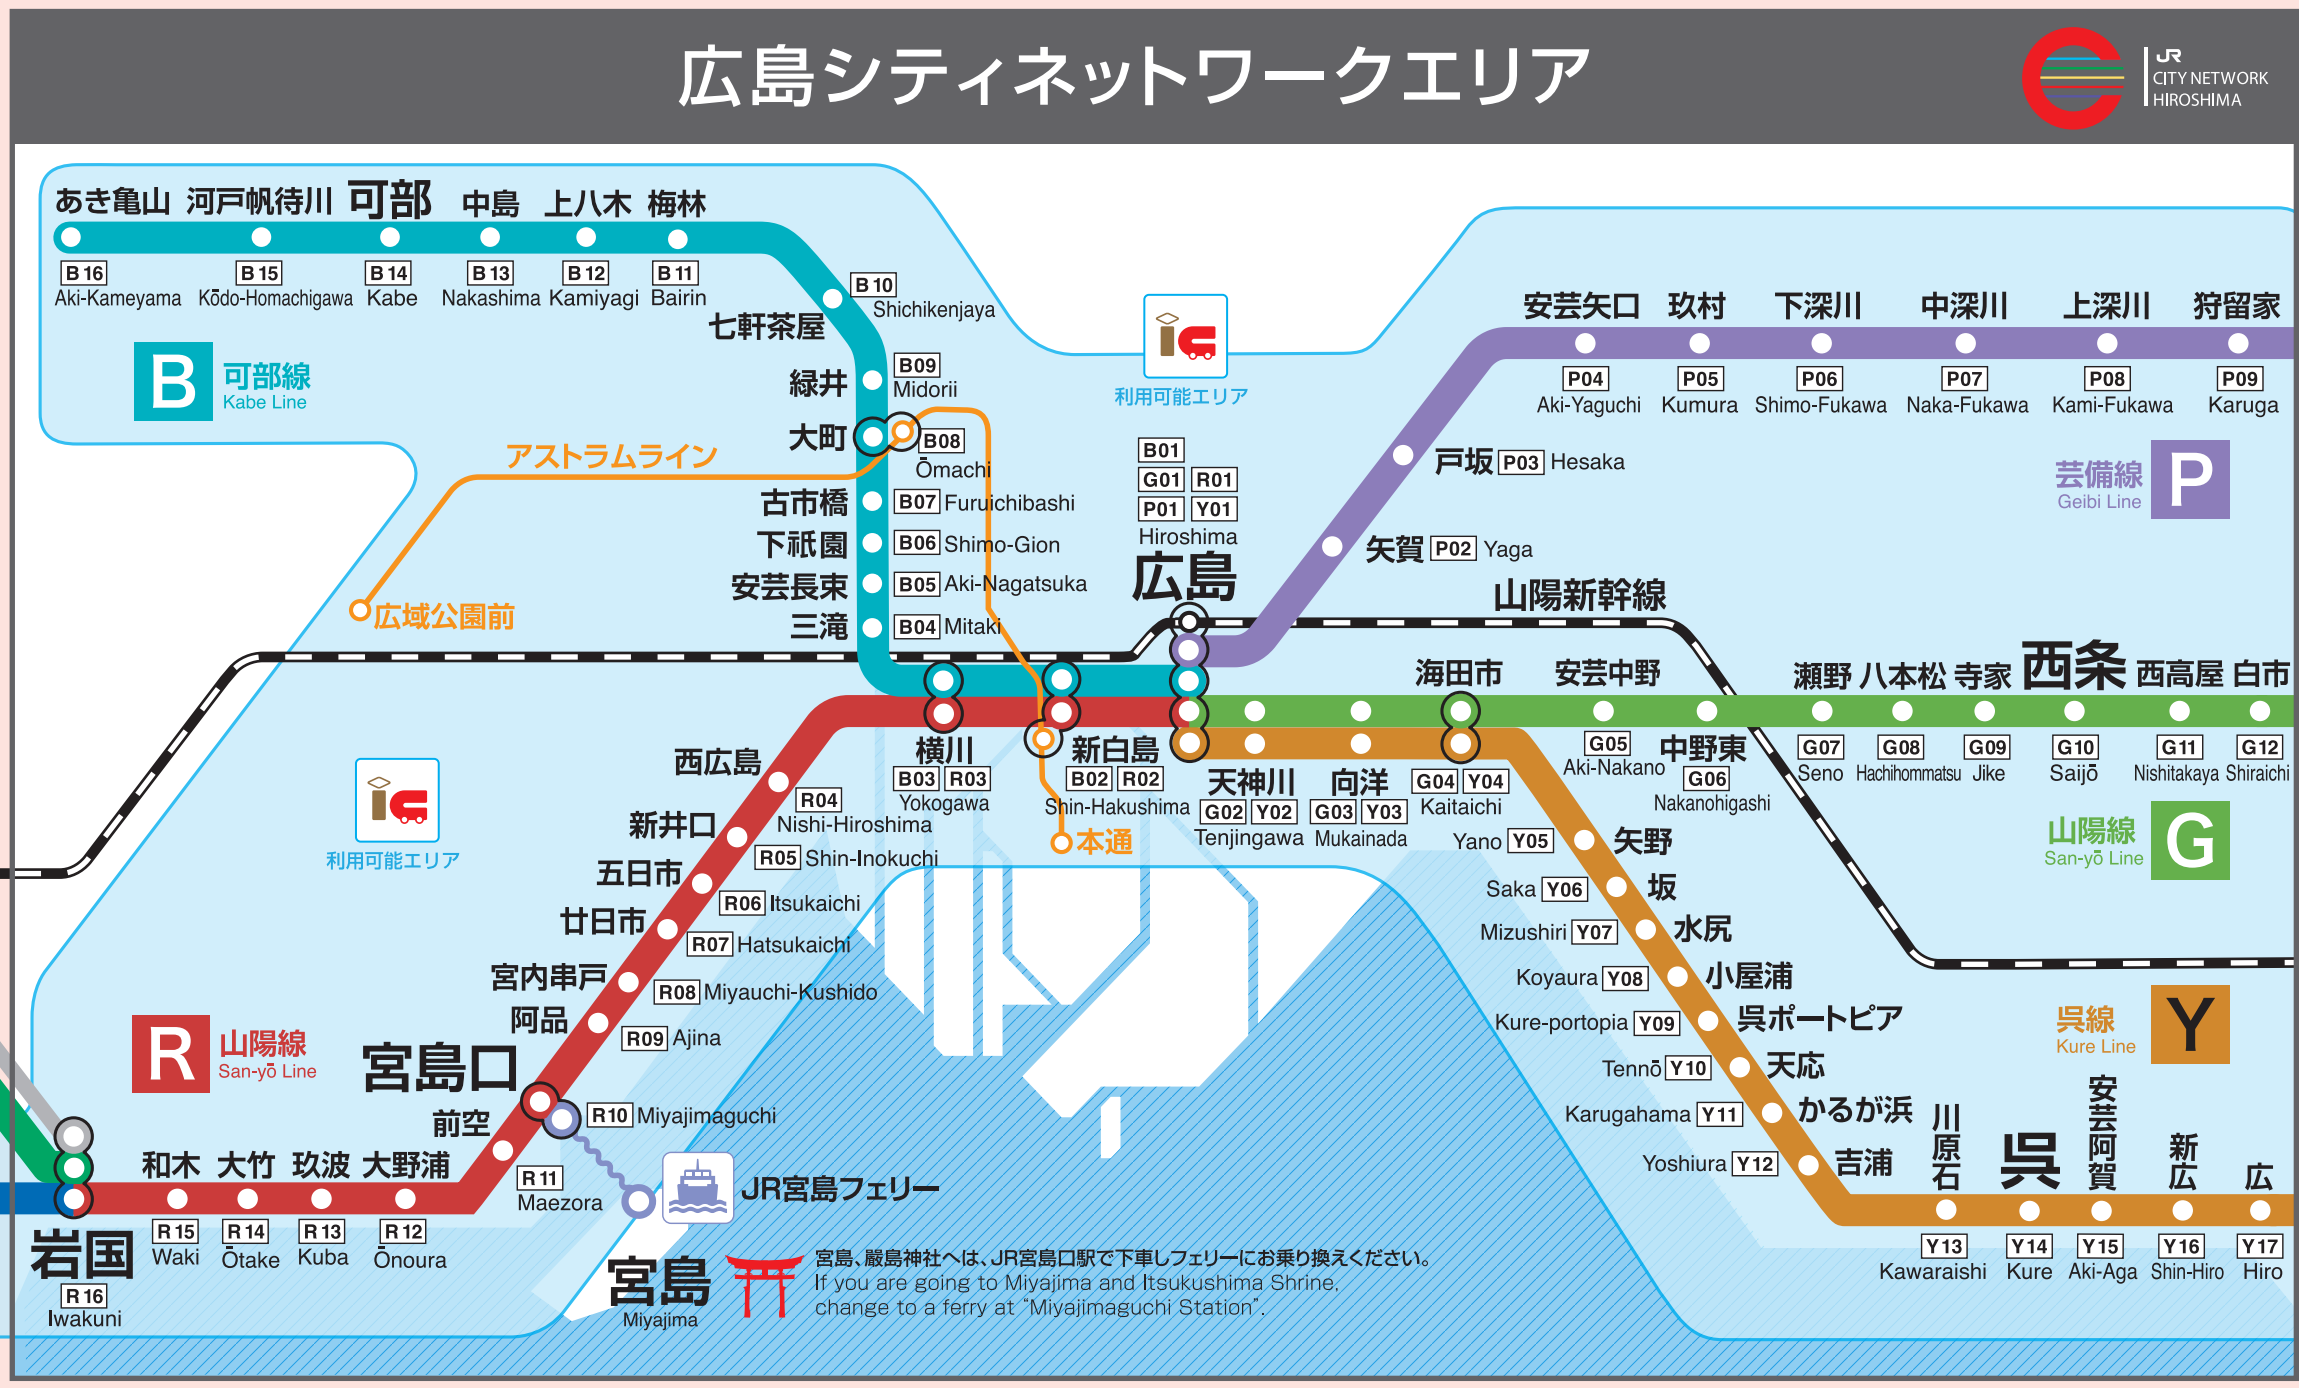 広島シティネットワークエリア
JR
CITY NETWORK
HIROSHIMA
あき亀山 河戸帆待川 可部 中島 上八木 梅林
B 16 B 15 B 14 B 13 B 12 B 11
Aki-Kameyama Kōdo-Homachigawa Kabe Nakashima Kamiyagi Bairin
B 10
Shichikenjaya
七軒茶屋
B 可部線
Kabe Line
緑井 B09
Midorii
大町 B08
Ōmachi
アストラムライン
広域公園前
古市橋 B07 Furuichibashi
下祇園 B06 Shimo-Gion
安芸長束 B05 Aki-Nagatsuka
三滝 B04 Mitaki
利用可能エリア
B01
G01 R01
P01 Y01
Hiroshima
広島
安芸矢口 玖村 下深川 中深川 上深川 狩留家
P04 P05 P06 P07 P08 P09
Aki-Yaguchi Kumura Shimo-Fukawa Naka-Fukawa Kami-Fukawa Karuga
戸坂 P03 Hesaka
矢賀 P02 Yaga
芸備線 P
Geibi Line
山陽新幹線
海田市 安芸中野 瀬野 八本松 寺家 西条 西高屋 白市
横川
B03 R03
Yokogawa
新白島
B02 R02
Shin-Hakushima
本通
天神川
G02 Y02
Tenjingawa
向洋
G03 Y03
Mukainada
G04 Y04
Kaitaichi
G05
Aki-Nakano
中野東
G06
Nakanohigashi
G07 G08 G09 G10 G11 G12
Seno Hachihommatsu Jike Saijō Nishitakaya Shiraichi
山陽線 G
San-yō Line
西広島
R04
Nishi-Hiroshima
新井口
R05 Shin-Inokuchi
五日市
R06 Itsukaichi
廿日市
R07 Hatsukaichi
宮内串戸
R08 Miyauchi-Kushido
阿品
R09 Ajina
宮島口
R10 Miyajimaguchi
前空
R 11
Maezora
利用可能エリア
R 山陽線
San-yō Line
和木 大竹 玖波 大野浦
R 15 R 14 R 13 R 12
Waki Ōtake Kuba Ōnoura
岩国
R 16
Iwakuni
JR宮島フェリー
宮島
Miyajima
宮島、嚴島神社へは、JR宮島口駅で下車しフェリーにお乗り換えください。
If you are going to Miyajima and Itsukushima Shrine,
change to a ferry at “Miyajimaguchi Station”.
Yano Y05 矢野
Saka Y06 坂
Mizushiri Y07 水尻
Koyaura Y08 小屋浦
Kure-portopia Y09 呉ポートピア
Tennō Y10 天応
Karugahama Y11 かるが浜
Yoshiura Y12 吉浦
呉線 Y
Kure Line
川原石 呉 安芸阿賀 新広 広
Y13 Y14 Y15 Y16 Y17
Kawaraishi Kure Aki-Aga Shin-Hiro Hiro